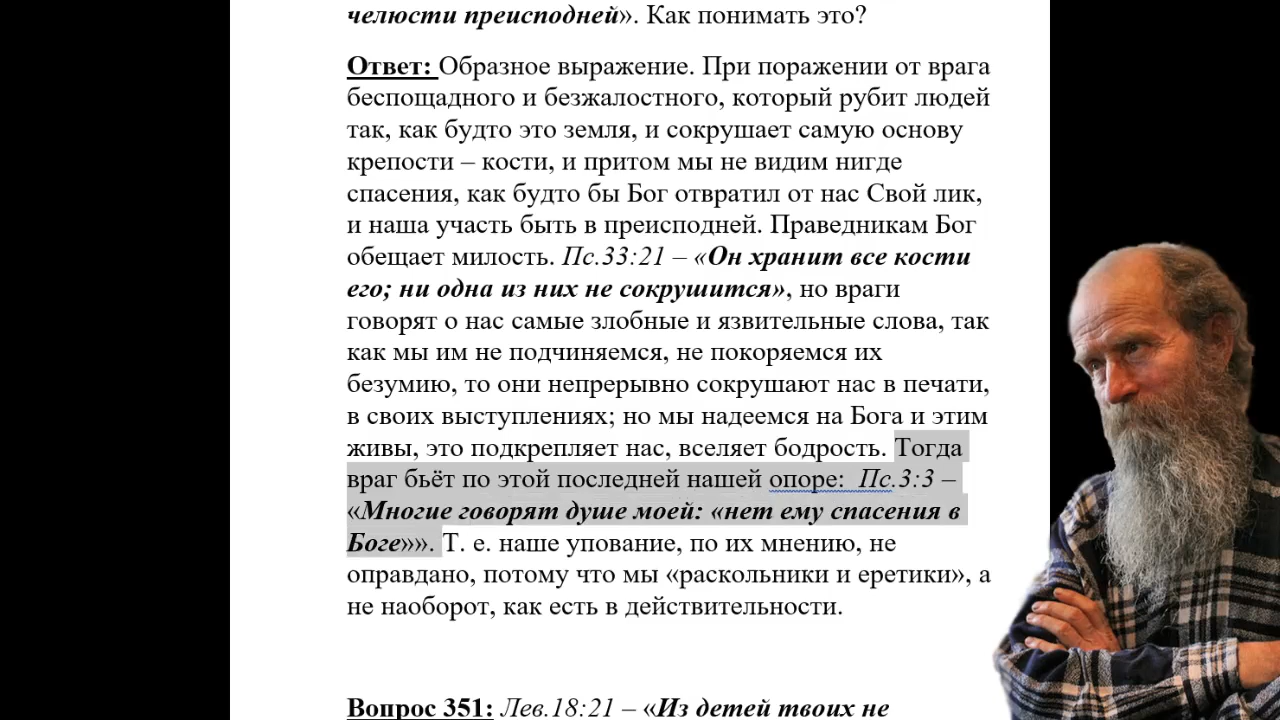 челюсти преисподней». Как понимать это?
Ответ: Образное выражение. При поражении от врага
беспощадного и безжалостного, который рубит людей
так, как будто это земля, и сокрушает самую основу
крепости – кости, и притом мы не видим нигде
спасения, как будто бы Бог отвратил от нас Свой лик,
и наша участь быть в преисподней. Праведникам Бог
обещает милость. Пс.33:21 – «Он хранит все кости
его; ни одна из них не сокрушится», но враги
говорят о нас самые злобные и язвительные слова, так
как мы им не подчиняемся, не покоряемся их
безумию, то они непрерывно сокрушают нас в печати,
в своих выступлениях; но мы надеемся на Бога и этим
живы, это подкрепляет нас, вселяет бодрость. Тогда
враг бьёт по этой последней нашей опоре:  Пс.3:3 –
«Многие говорят душе моей: «нет ему спасения в
Боге»». Т. е. наше упование, по их мнению, не
оправдано, потому что мы «раскольники и еретики», а
не наоборот, как есть в действительности.
Вопрос 351: Лев.18:21 – «Из детей твоих не